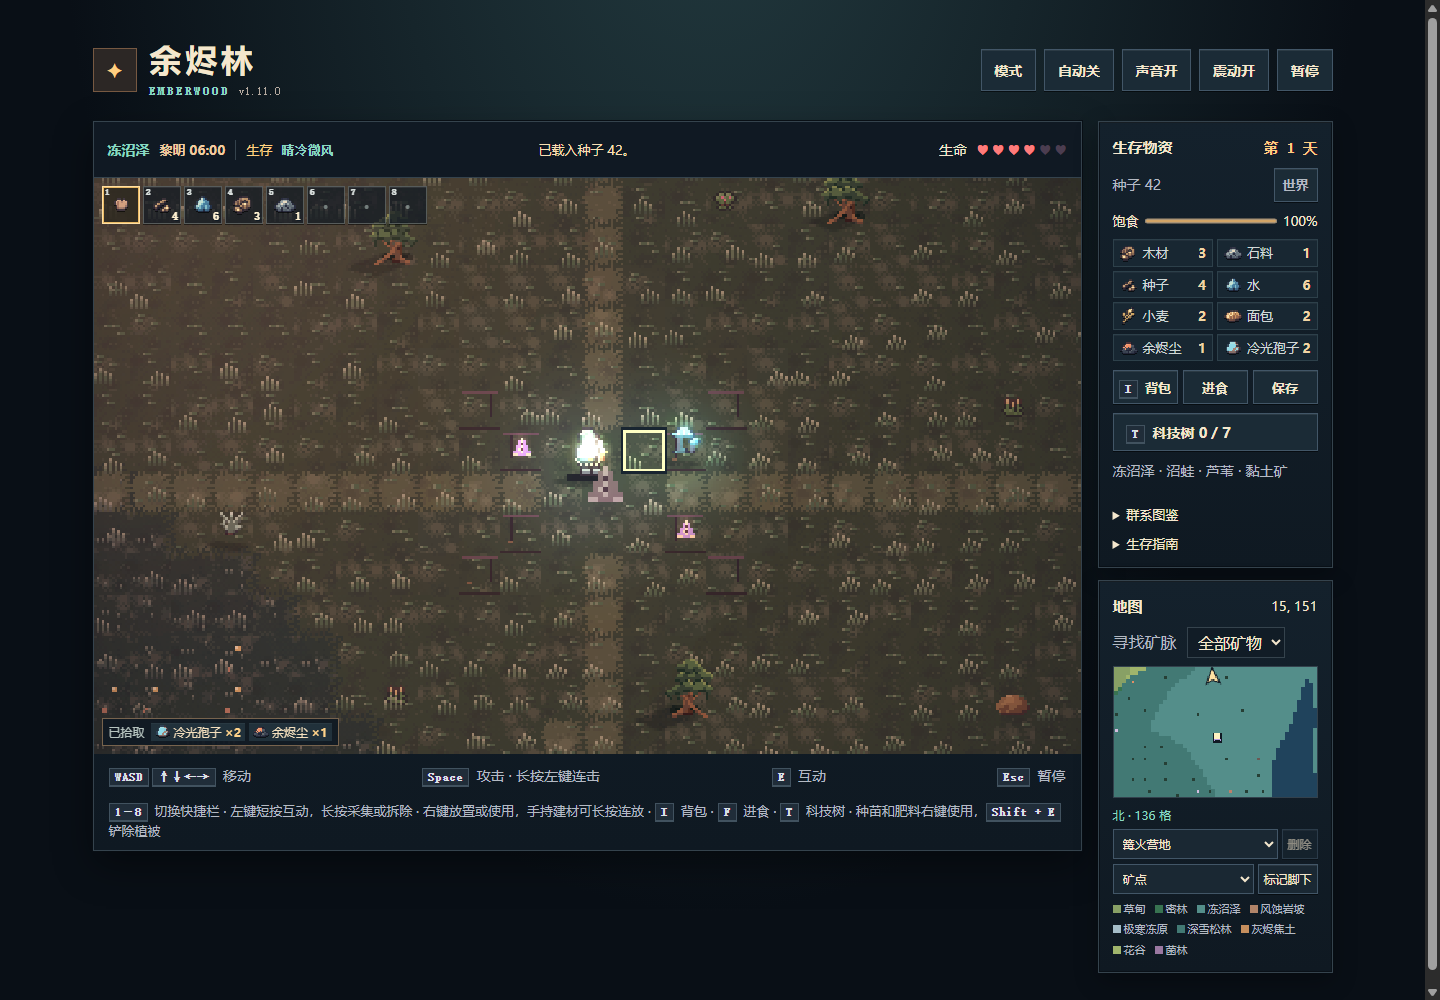 余烬林
EMBERWOOD v1.11.0
模式 自动关 声音开 震动开 暂停
冻沼泽 黎明 06:00 生存 晴冷微风 已载入种子 42。 生命
1 2 3 4 5 6 7 8
4 6 3 1
已拾取 冷光孢子 ×2 余烬尘 ×1
WASD ↑↓←→ 移动 Space 攻击 · 长按左键连击 E 互动 Esc 暂停
1-8 切换快捷栏 · 左键短按互动，长按采集或拆除 · 右键放置或使用，手持建材可长按连放 · I 背包 · F 进食 · T 科技树 · 种苗和肥料右键使用， Shift + E
铲除植被
生存物资 第 1 天
种子 42 世界
饱食 100%
木材 3 石料 1
种子 4 水 6
小麦 2 面包 2
余烬尘 1 冷光孢子 2
I 背包 进食 保存
T 科技树 0 / 7
冻沼泽 · 沼蛙 · 芦苇 · 黏土矿
▶ 群系图鉴
▶ 生存指南
地图 15, 151
寻找矿脉 全部矿物
北 · 136 格
篝火营地 删除
矿点 标记脚下
草甸 密林 冻沼泽 风蚀岩坡
极寒冻原 深雪松林 灰烬焦土
花谷 菌林